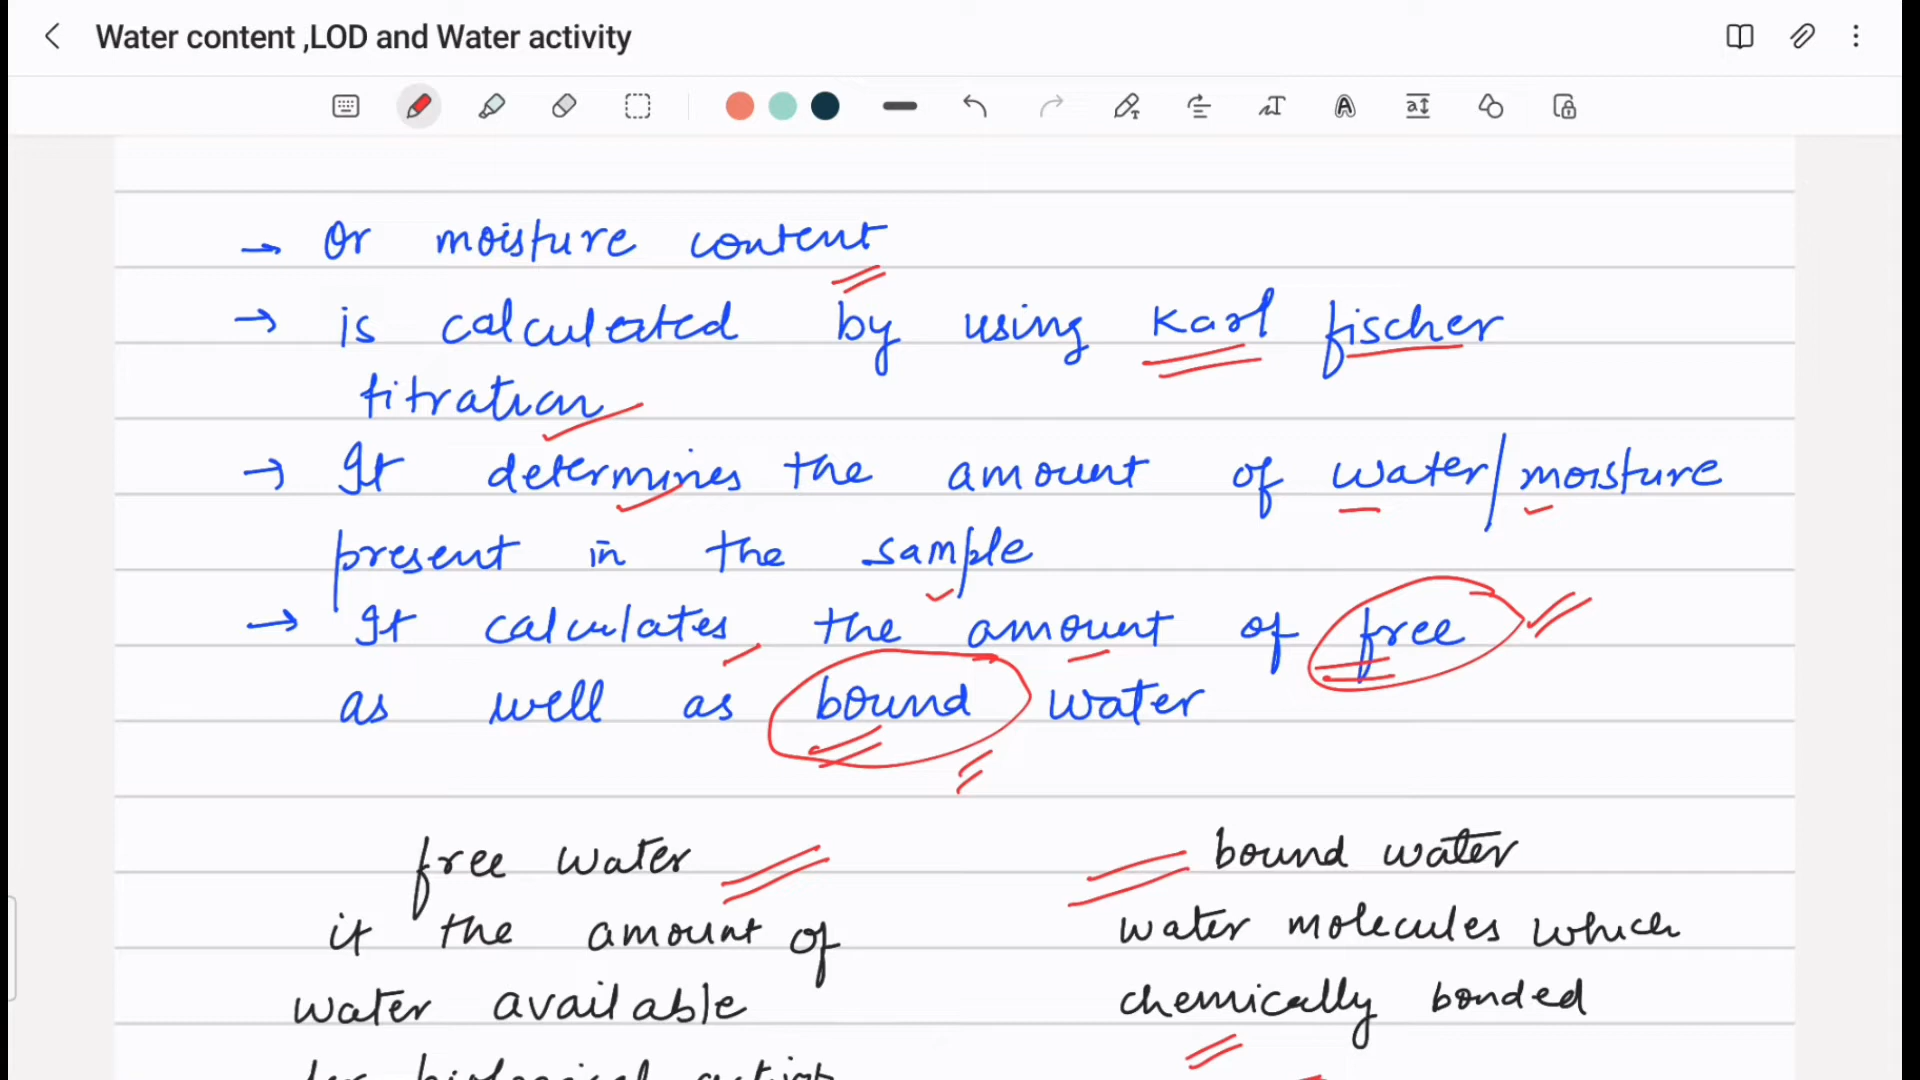 Water content ,LOD and Water activity
→ Or moisture content
→ is calculated by using Karl fischer
titration
→ It determines the amount of water/moisture
present in the sample
→ It calculates the amount of free
as well as bound water
free water
it the amount of
water available
for biological
bound water
water molecules which
chemically bonded